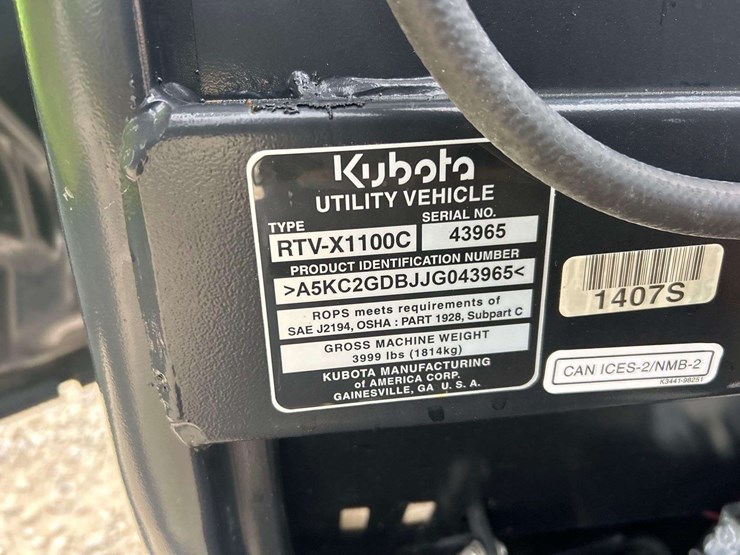 Kubota
UTILITY VEHICLE
TYPE
SERIAL NO.
RTV-X1100C
43965
PRODUCT IDENTIFICATION NUMBER
>A5KC2GDBJJG043965<
ROPS meets requirements of
SAE J2194, OSHA : PART 1928, Subpart C
GROSS MACHINE WEIGHT
3999 lbs (1814kg)
KUBOTA MANUFACTURING
of AMERICA CORP.
GAINESVILLE, GA U. S. A.
1407S
CAN ICES-2/NMB-2
K3441-98251